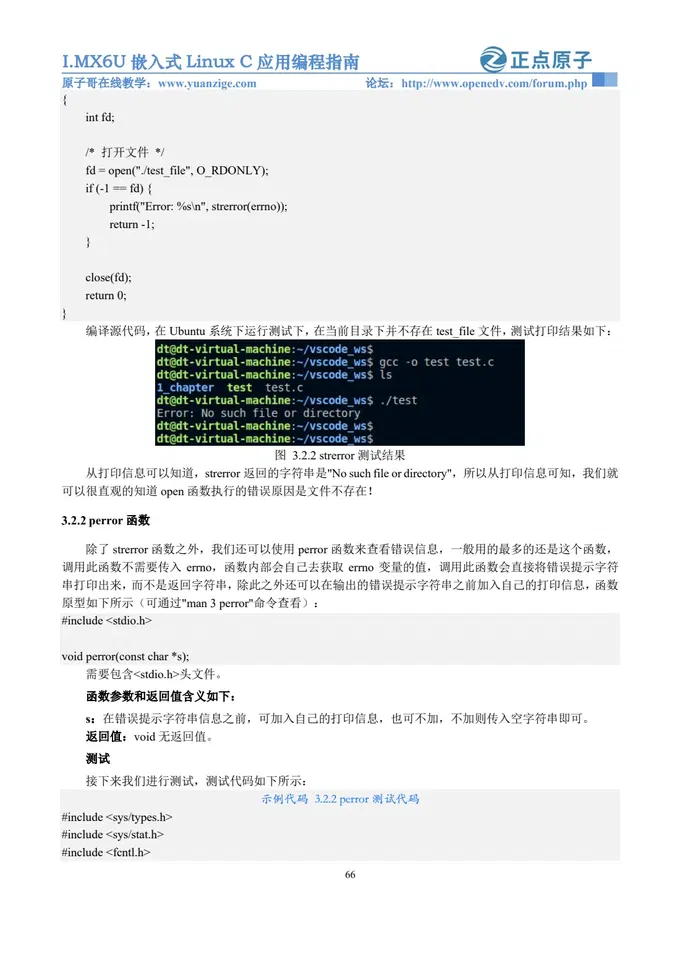 I.MX6U 嵌入式 Linux C 应用编程指南
正点原子
原子哥在线教学：www.yuanzige.com 论坛：http://www.openedv.com/forum.php
{
int fd;
/* 打开文件 */
fd = open("./test_file", O_RDONLY);
if (-1 == fd) {
printf("Error: %s\n", strerror(errno));
return -1;
}
close(fd);
return 0;
}
编译源代码，在 Ubuntu 系统下运行测试下，在当前目录下并不存在 test_file 文件，测试打印结果如下：
dt@dt-virtual-machine:~/vscode_ws$
dt@dt-virtual-machine:~/vscode_ws$ gcc -o test test.c
dt@dt-virtual-machine:~/vscode_ws$ ls
1_chapter test test.c
dt@dt-virtual-machine:~/vscode_ws$ ./test
Error: No such file or directory
dt@dt-virtual-machine:~/vscode_ws$
dt@dt-virtual-machine:~/vscode_ws$
图 3.2.2 strerror 测试结果
从打印信息可以知道，strerror 返回的字符串是"No such file or directory"，所以从打印信息可知，我们就
可以很直观的知道 open 函数执行的错误原因是文件不存在！
3.2.2 perror 函数
除了 strerror 函数之外，我们还可以使用 perror 函数来查看错误信息，一般用的最多的还是这个函数，
调用此函数不需要传入 errno，函数内部会自己去获取 errno 变量的值，调用此函数会直接将错误提示字符
串打印出来，而不是返回字符串，除此之外还可以在输出的错误提示字符串之前加入自己的打印信息，函数
原型如下所示（可通过"man 3 perror"命令查看）：
#include <stdio.h>
void perror(const char *s);
需要包含<stdio.h>头文件。
函数参数和返回值含义如下：
s：在错误提示字符串信息之前，可加入自己的打印信息，也可不加，不加则传入空字符串即可。
返回值：void 无返回值。
测试
接下来我们进行测试，测试代码如下所示：
示例代码 3.2.2 perror 测试代码
#include <sys/types.h>
#include <sys/stat.h>
#include <fcntl.h>
66